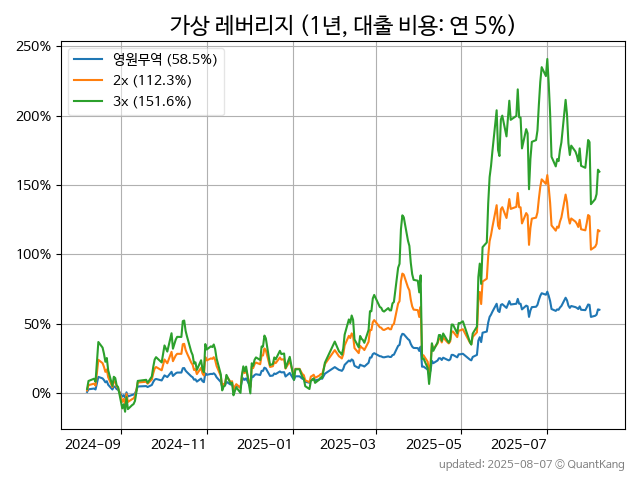 가상 레버리지 (1년, 대출 비용: 연 5%)
영원무역 (58.5%)
2x (112.3%)
3x (151.6%)
250%
200%
150%
100%
50%
0%
2024-09
2024-11
2025-01
2025-03
2025-05
2025-07
updated: 2025-08-07 © QuantKang